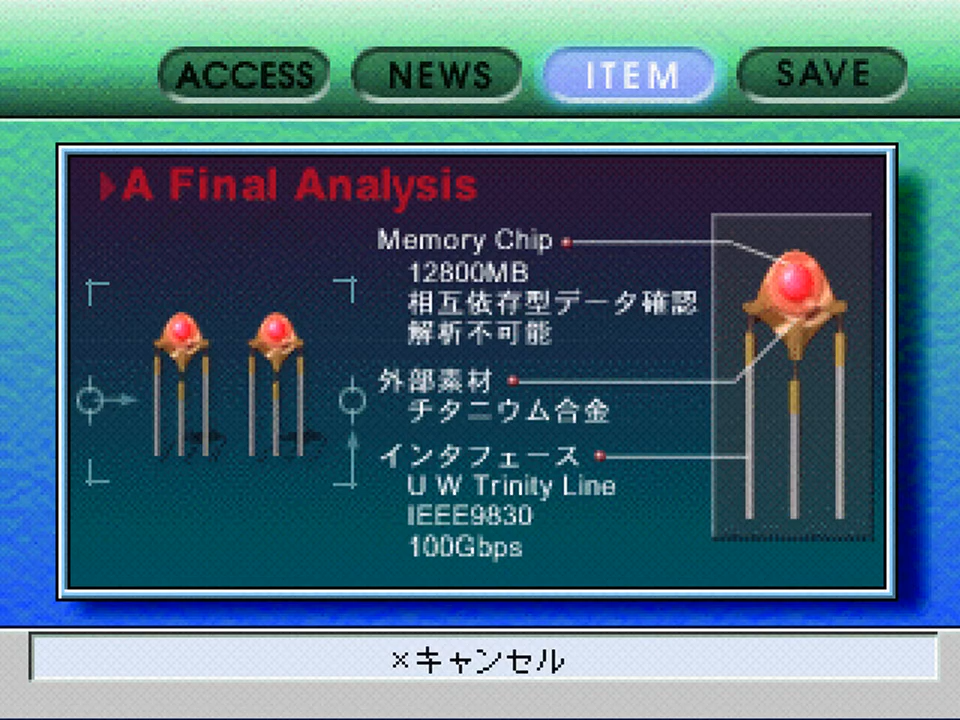 ACCESS
NEWS
ITEM
SAVE
A Final Analysis
Memory Chip
12800MB
相互依存型データ確認
解析不可能
外部素材
チタニウム合金
インタフェース
U W Trinity Line
IEEE9830
100Gbps
×キャンセル